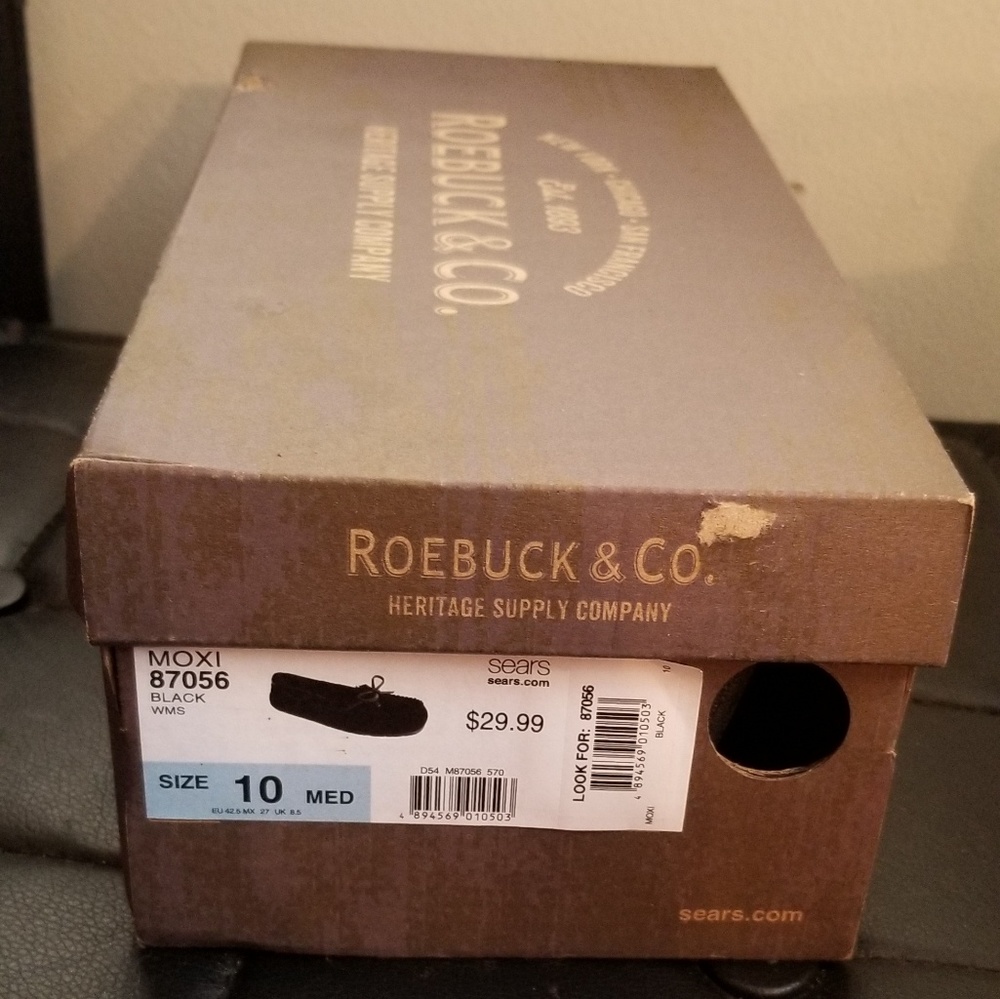 NEW YORK · CHICAGO · SAN FRANCISCO
Est. 1893
ROEBUCK & CO.
HERITAGE SUPPLY COMPANY
ROEBUCK & CO.
HERITAGE SUPPLY COMPANY
MOXI
87056
BLACK
WMS
sears
sears.com
$29.99
SIZE 10 MED
EU 42.5 MX 27 UK 8.5
D54 M87056 570
4 894569 010503
LOOK FOR: 87056
4 894569 010503
MOXI BLACK 10
sears.com